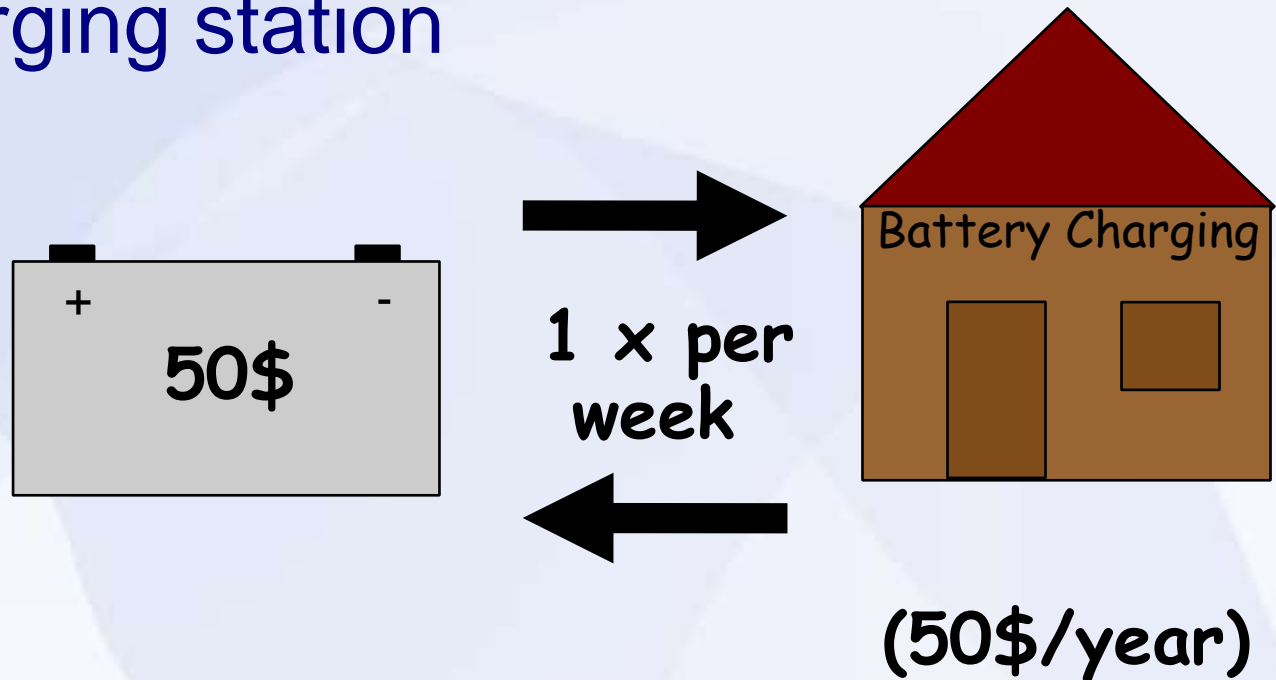 rging station
Battery Charging
+ -
50$
1 x per
week
(50$/year)